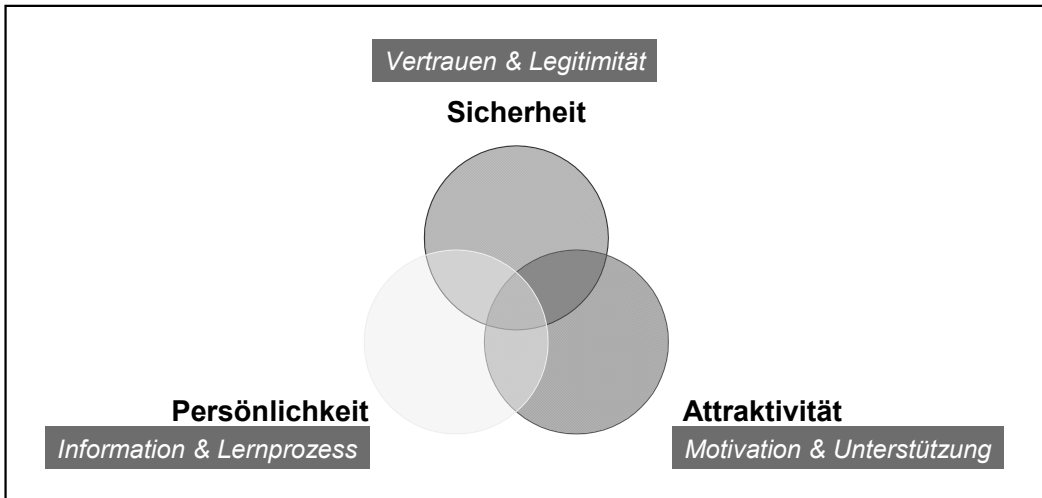 Vertrauen & Legitimität
Sicherheit
Persönlichkeit
Information & Lernprozess
Attraktivität
Motivation & Unterstützung